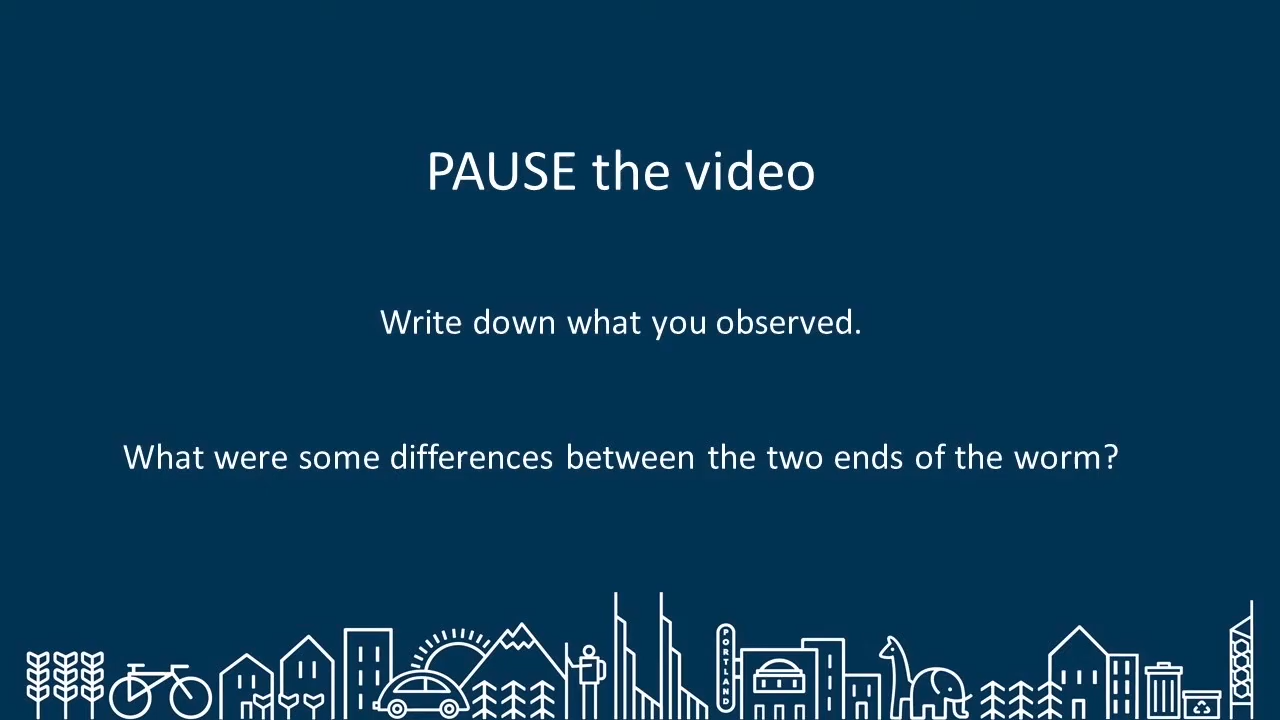 PAUSE the video
Write down what you observed.
What were some differences between the two ends of the worm?
PORTLAND